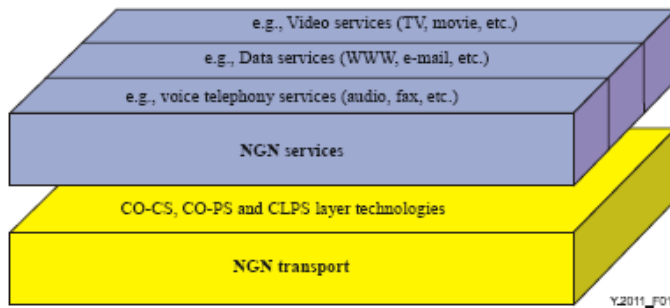 e.g., Video services (TV, movie, etc.)
e.g., Data services (WWW, e-mail, etc.)
e.g., voice telephony services (audio, fax, etc.)
NGN services
CO-CS, CO-PS and CLPS layer technologies
NGN transport
Y.2011_F01